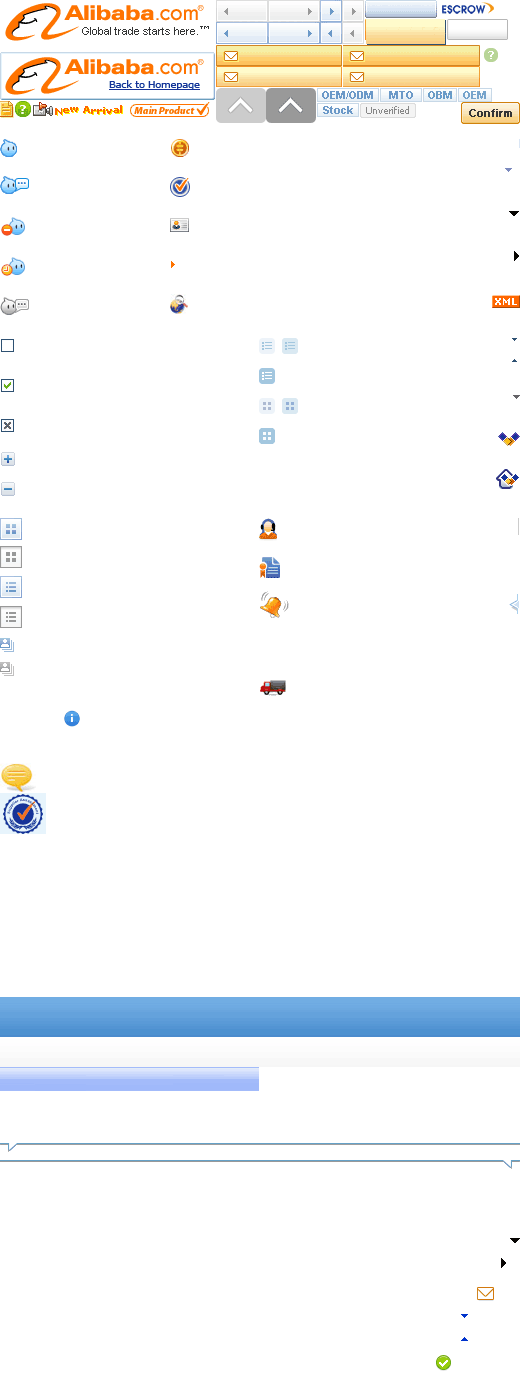 Alibaba.com®
Global trade starts here.™
Alibaba.com®
Back to Homepage
New Arrival
Main Product
ESCROW
OEM/ODM
MTO
OBM
OEM
Stock
Unverified
Confirm
XML